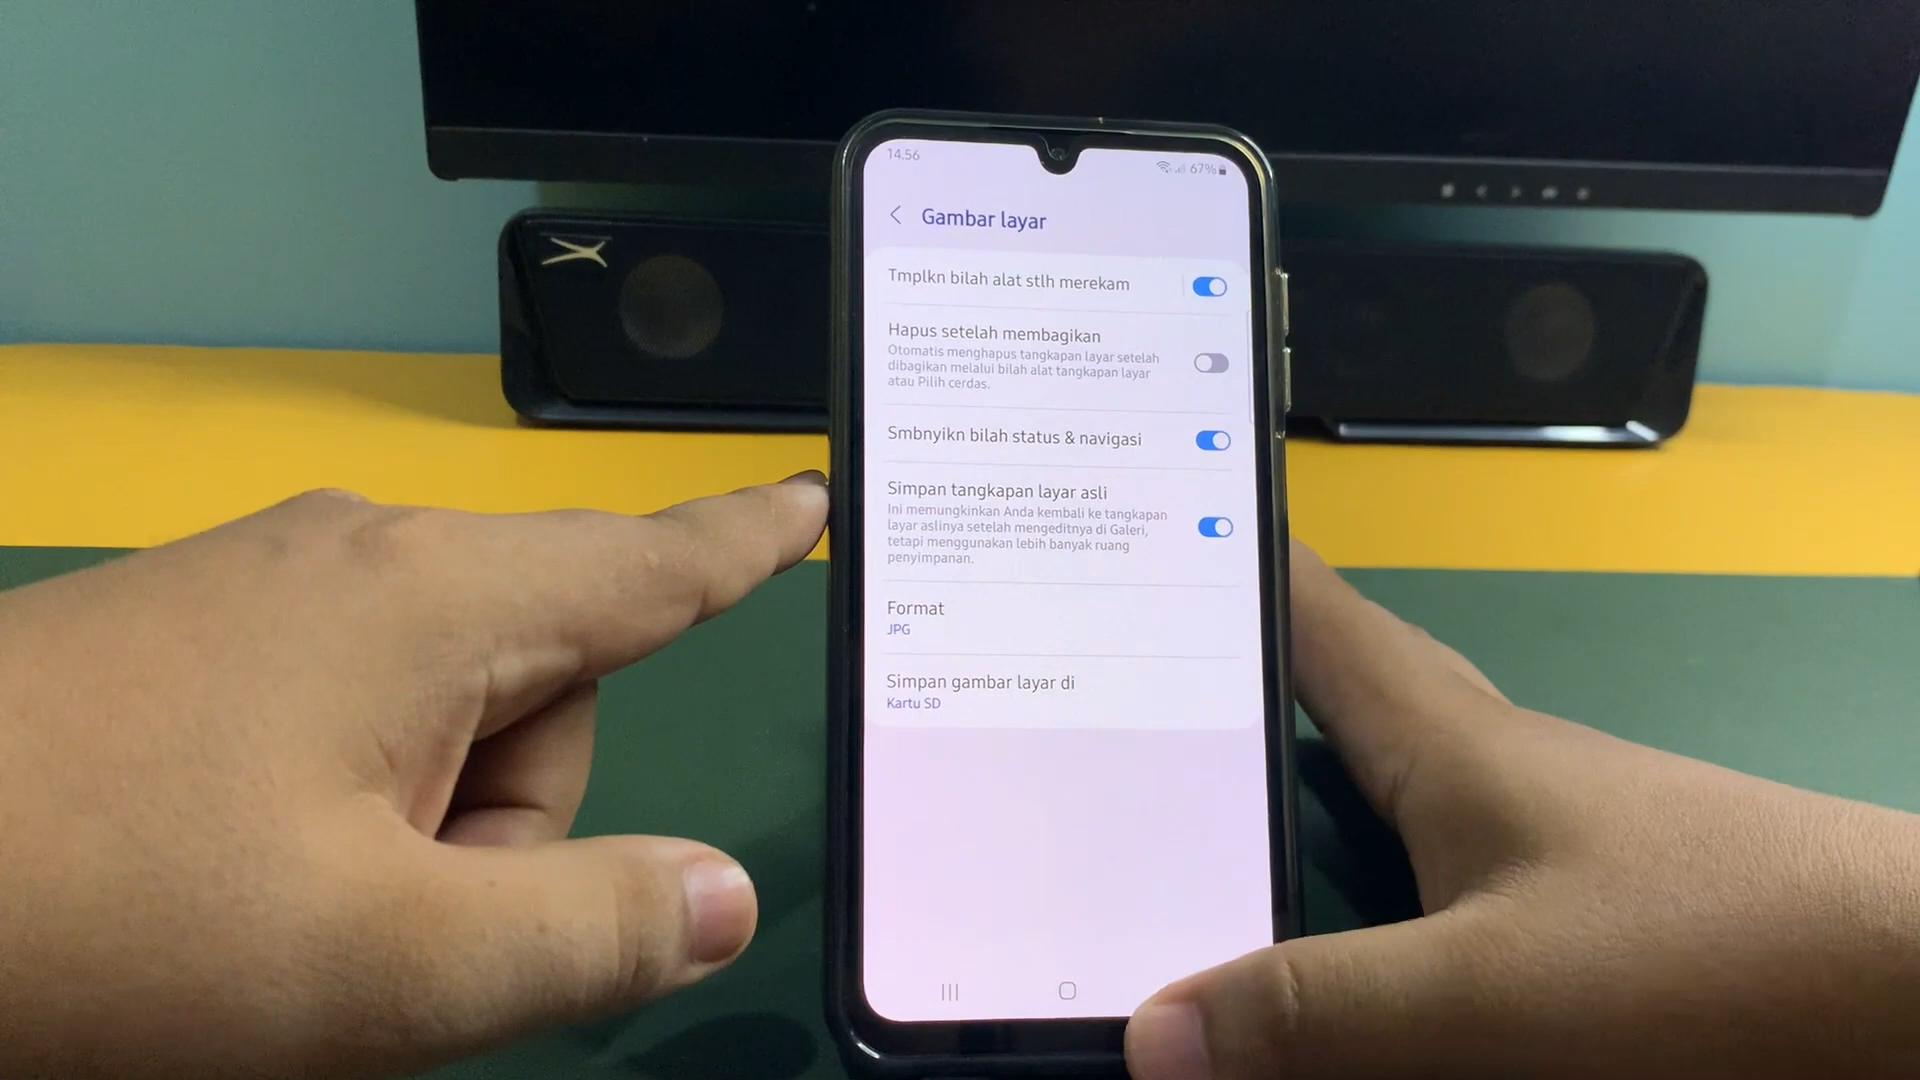 14.56
67%
Gambar layar
Tmplkn bilah alat stlh merekam
Hapus setelah membagikan
Otomatis menghapus tangkapan layar setelah
dibagikan melalui bilah alat tangkapan layar
atau Pilih cerdas.
Smbnyikn bilah status & navigasi
Simpan tangkapan layar asli
Ini memungkinkan Anda kembali ke tangkapan
layar aslinya setelah mengeditnya di Galeri,
tetapi menggunakan lebih banyak ruang
penyimpanan.
Format
JPG
Simpan gambar layar di
Kartu SD